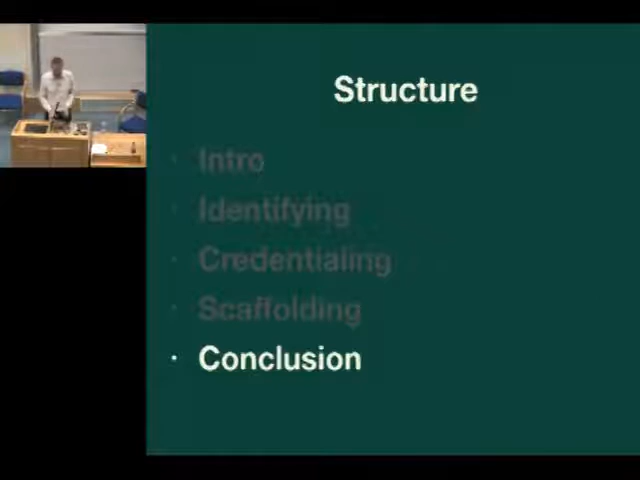 Structure
· Intro
· Identifying
· Credentialing
· Scaffolding
· Conclusion